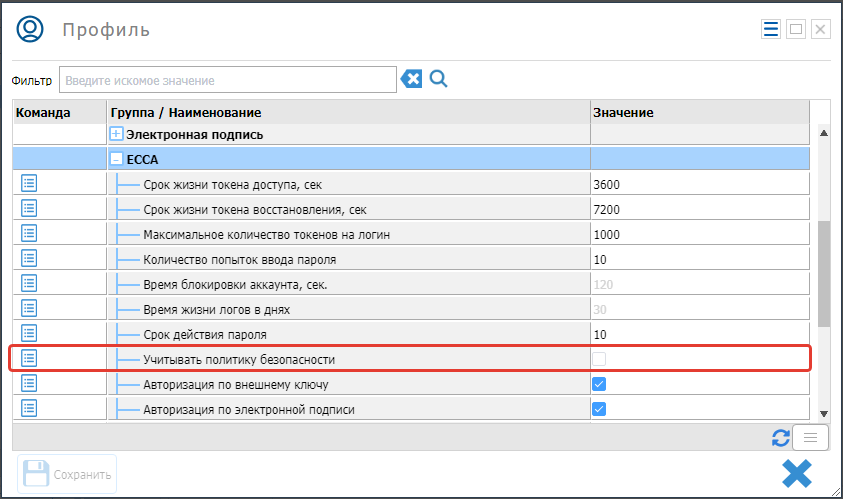 Профиль
Фильтр Введите искомое значение
Команда Группа / Наименование Значение
Электронная подпись
ЕССА
Срок жизни токена доступа, сек 3600
Срок жизни токена восстановления, сек 7200
Максимальное количество токенов на логин 1000
Количество попыток ввода пароля 10
Время блокировки аккаунта, сек. 120
Время жизни логов в днях 30
Срок действия пароля 10
Учитывать политику безопасности
Авторизация по внешнему ключу
Авторизация по электронной подписи
Сохранить